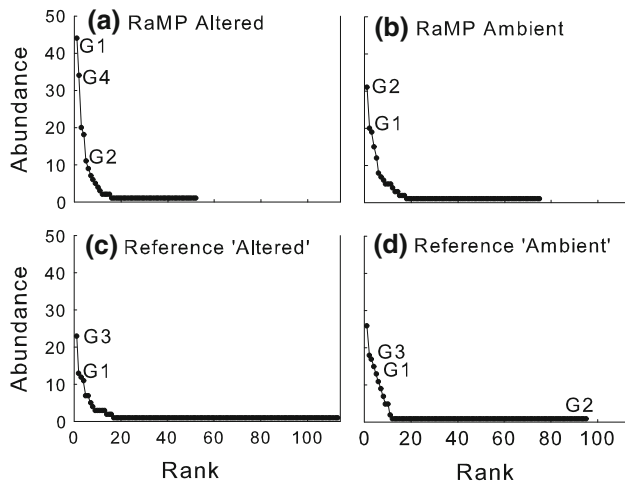 (a) RaMP Altered
(b) RaMP Ambient
50
40
30
20
10
0
Abundance
G1
G4
G2
G2
G1
(c) Reference 'Altered'
(d) Reference 'Ambient'
50
40
30
20
10
0
Abundance
G3
G1
G3
G1
G2
0 20 40 60 80 100
0 20 40 60 80 100
Rank
Rank